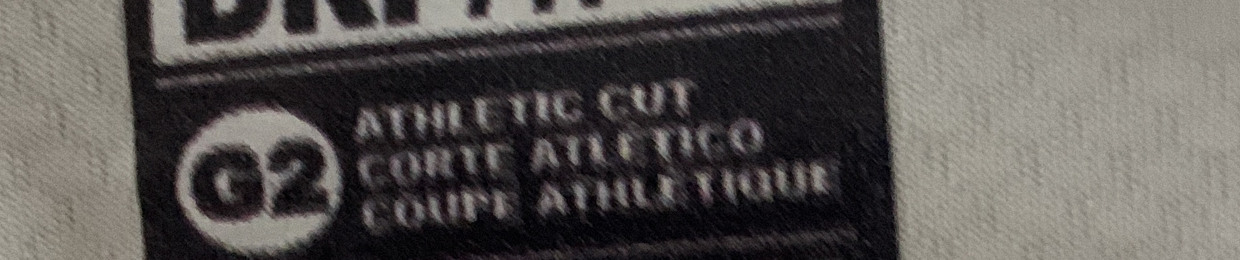 G2
ATHLETIC CUT
CORTE ATLÉTICO
COUPE ATHLÉTIQUE